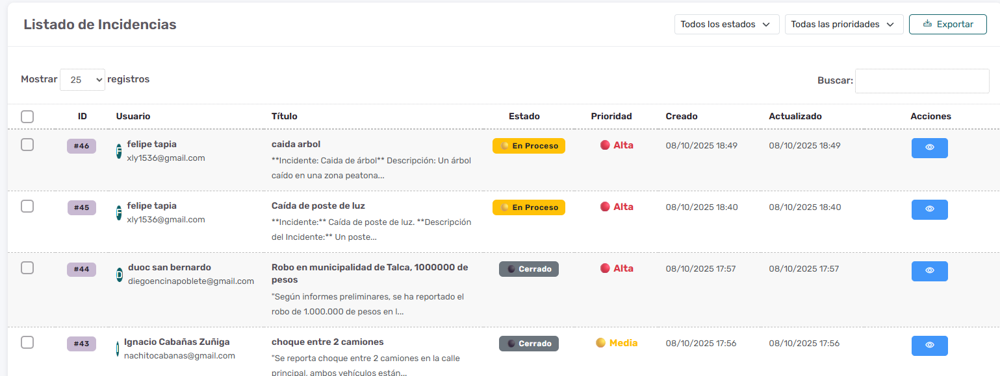 Listado de Incidencias
Todos los estados
Todas las prioridades
Exportar
Mostrar 25 registros
Buscar:
ID Usuario Título Estado Prioridad Creado Actualizado Acciones
#46 F felipe tapia caida arbol En Proceso Alta 08/10/2025 18:49 08/10/2025 18:49
xly1536@gmail.com **Incidente: Caida de árbol** Descripción: Un árbol
caído en una zona peatona...
#45 F felipe tapia Caída de poste de luz En Proceso Alta 08/10/2025 18:40 08/10/2025 18:40
xly1536@gmail.com **Incidente:** Caída de poste de luz. **Descripción
del Incidente:** Un poste...
#44 D duoc san bernardo Robo en municipalidad de Talca, 1000000 de Cerrado Alta 08/10/2025 17:57 08/10/2025 17:57
diegoencinapoblete@gmail.com pesos
"Según informes preliminares, se ha reportado el
robo de 1.000.000 de pesos en l...
#43 I Ignacio Cabañas Zuñiga choque entre 2 camiones Cerrado Media 08/10/2025 17:56 08/10/2025 17:56
nachitocabanas@gmail.com "Se reporta choque entre 2 camiones en la calle
principal, ambos vehículos están...